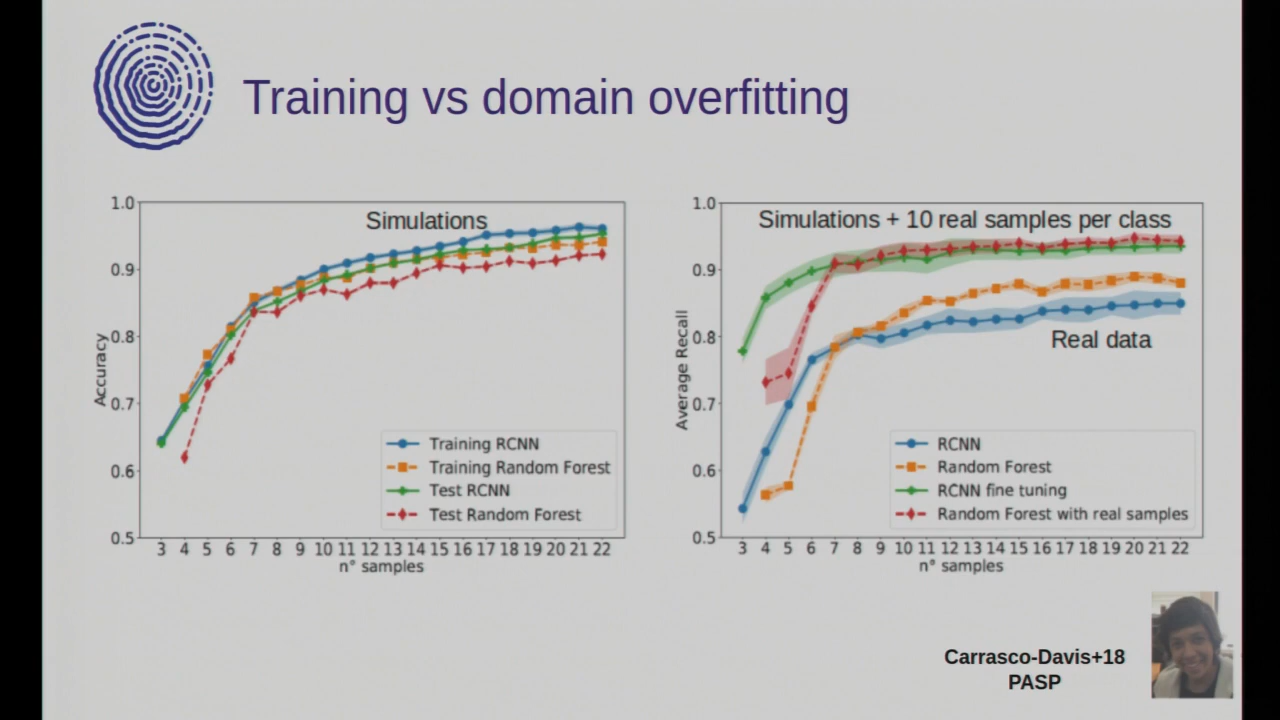 Training vs domain overfitting
Simulations
1.0
0.9
0.8
0.7
0.6
0.5
Accuracy
Training RCNN
Training Random Forest
Test RCNN
Test Random Forest
3 4 5 6 7 8 9 10 11 12 13 14 15 16 17 18 19 20 21 22
n° samples
Simulations + 10 real samples per class
1.0
0.9
0.8
0.7
0.6
0.5
Average Recall
Real data
RCNN
Random Forest
RCNN fine tuning
Random Forest with real samples
3 4 5 6 7 8 9 10 11 12 13 14 15 16 17 18 19 20 21 22
n° samples
Carrasco-Davis+18
PASP